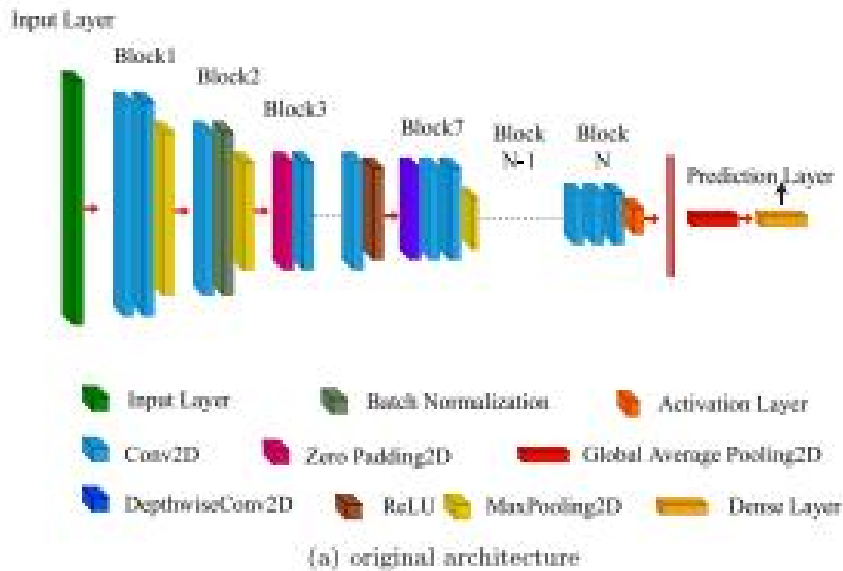 Input Layer
Block1
Block2
Block3
Block7
Block
N-1
Block
N
Prediction Layer
Input Layer
Batch Normalization
Activation Layer
Conv2D
Zero Padding2D
Global Average Pooling2D
DepthwiseConv2D
ReLU
MaxPooling2D
Dense Layer
(a) original architecture